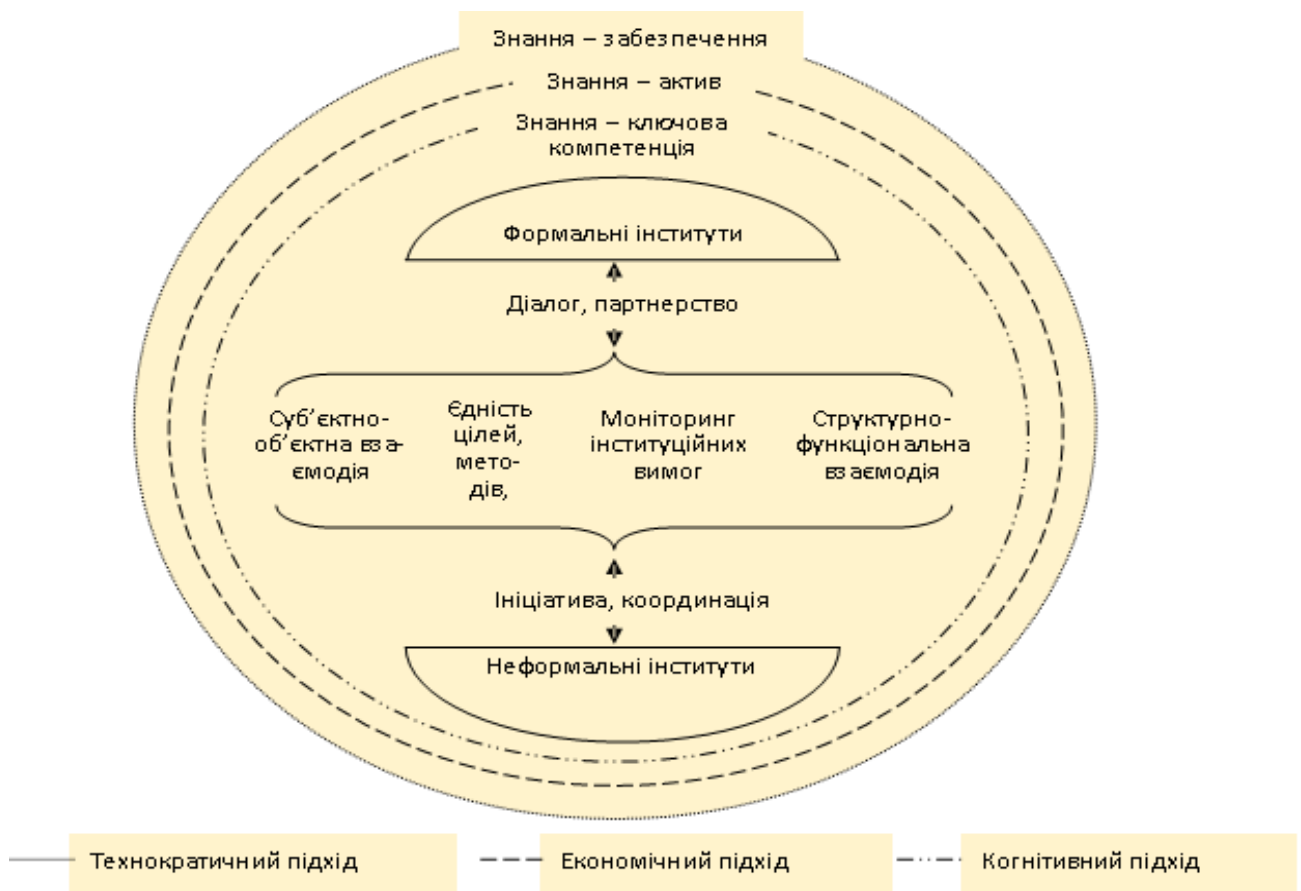 Знання – забезпечення
Знання – актив
Знання – ключова
компетенція
Формальні інститути
Діалог, партнерство
Суб’єктно-
об’єктна вза-
ємодія
Єдність
цілей,
мето-
дів,
Моніторинг
інституційних
вимог
Структурно-
функціональна
взаємодія
Ініціатива, координація
Неформальні інститути
Технократичний підхід
Економічний підхід
Когнітивний підхід